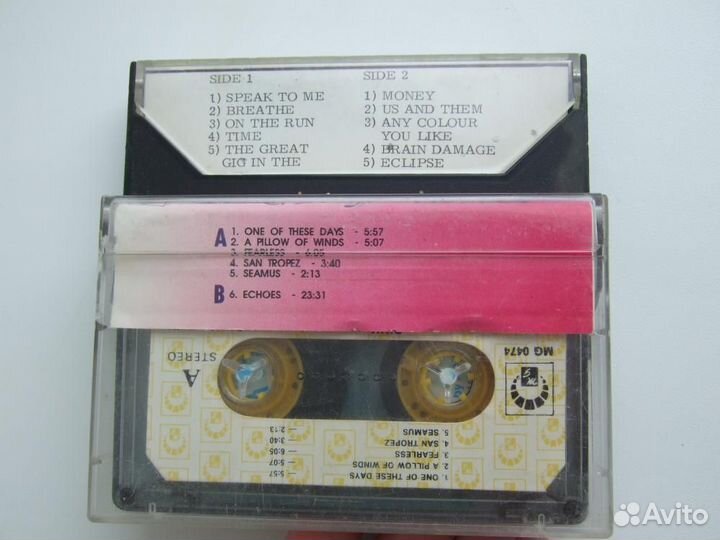 SIDE 1
1) SPEAK TO ME
2) BREATHE
3) ON THE RUN
4) TIME
5) THE GREAT
GIG IN THE
SIDE 2
1) MONEY
2) US AND THEM
3) ANY COLOUR
YOU LIKE
4) BRAIN DAMAGE
5) ECLIPSE
A
1. ONE OF THESE DAYS - 5:57
2. A PILLOW OF WINDS - 5:07
3. FEARLESS - 6:05
4. SAN TROPEZ - 3:40
5. SEAMUS - 2:13
B
6. ECHOES - 23:31
A
STEREO
MG 0474
1. ONE OF THESE DAYS — 5:57
2. A PILLOW OF WINDS — 5:07
3. FEARLESS — 6:05
4. SAN TROPEZ — 3:40
5. SEAMUS — 2:13
Avito